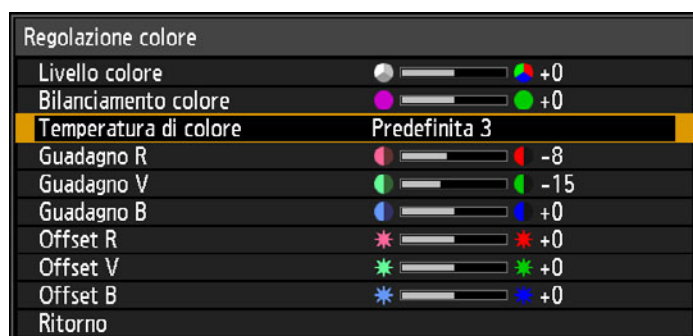 Regolazione colore
Livello colore +0
Bilanciamento colore +0
Temperatura di colore Predefinita 3
Guadagno R -8
Guadagno V -15
Guadagno B +0
Offset R +0
Offset V +0
Offset B +0
Ritorno